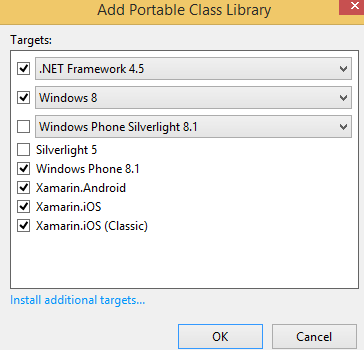 Add Portable Class Library
Targets:
.NET Framework 4.5
Windows 8
Windows Phone Silverlight 8.1
Silverlight 5
Windows Phone 8.1
Xamarin.Android
Xamarin.iOS
Xamarin.iOS (Classic)
Install additional targets...
OK Cancel